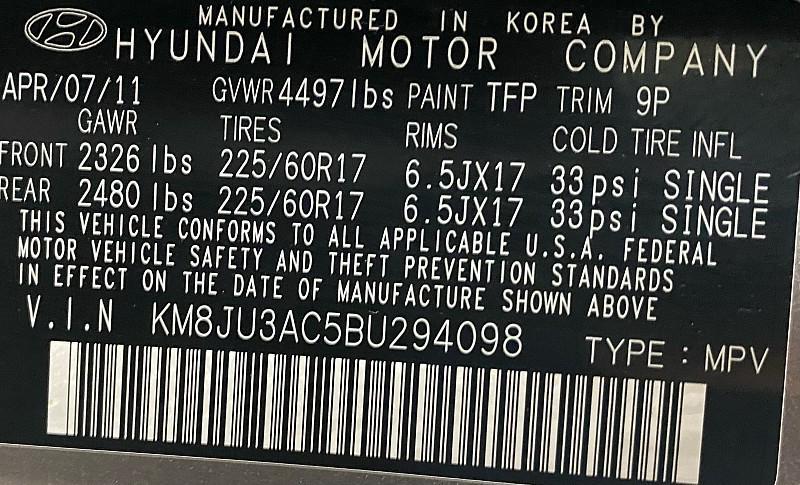 MANUFACTURED IN KOREA BY
HYUNDAI MOTOR COMPANY
APR/07/11 GVWR 4497lbs PAINT TFP TRIM 9P
GAWR TIRES RIMS COLD TIRE INFL
FRONT 2326 lbs 225/60R17 6.5JX17 33psi SINGLE
REAR 2480 lbs 225/60R17 6.5JX17 33psi SINGLE
THIS VEHICLE CONFORMS TO ALL APPLICABLE U.S.A. FEDERAL
MOTOR VEHICLE SAFETY AND THEFT PREVENTION STANDARDS
IN EFFECT ON THE DATE OF MANUFACTURE SHOWN ABOVE
V.I.N KM8JU3AC5BU294098 TYPE : MPV